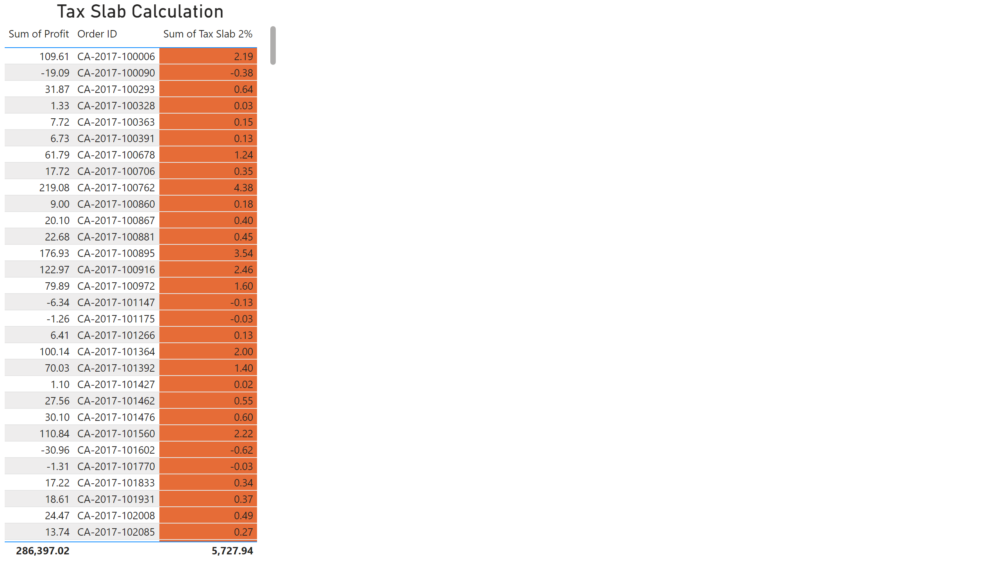 Tax Slab Calculation
Sum of Profit Order ID Sum of Tax Slab 2%
109.61 CA-2017-100006 2.19
-19.09 CA-2017-100090 -0.38
31.87 CA-2017-100293 0.64
1.33 CA-2017-100328 0.03
7.72 CA-2017-100363 0.15
6.73 CA-2017-100391 0.13
61.79 CA-2017-100678 1.24
17.72 CA-2017-100706 0.35
219.08 CA-2017-100762 4.38
9.00 CA-2017-100860 0.18
20.10 CA-2017-100867 0.40
22.68 CA-2017-100881 0.45
176.93 CA-2017-100895 3.54
122.97 CA-2017-100916 2.46
79.89 CA-2017-100972 1.60
-6.34 CA-2017-101147 -0.13
-1.26 CA-2017-101175 -0.03
6.41 CA-2017-101266 0.13
100.14 CA-2017-101364 2.00
70.03 CA-2017-101392 1.40
1.10 CA-2017-101427 0.02
27.56 CA-2017-101462 0.55
30.10 CA-2017-101476 0.60
110.84 CA-2017-101560 2.22
-30.96 CA-2017-101602 -0.62
-1.31 CA-2017-101770 -0.03
17.22 CA-2017-101833 0.34
18.61 CA-2017-101931 0.37
24.47 CA-2017-102008 0.49
13.74 CA-2017-102085 0.27
286,397.02 5,727.94